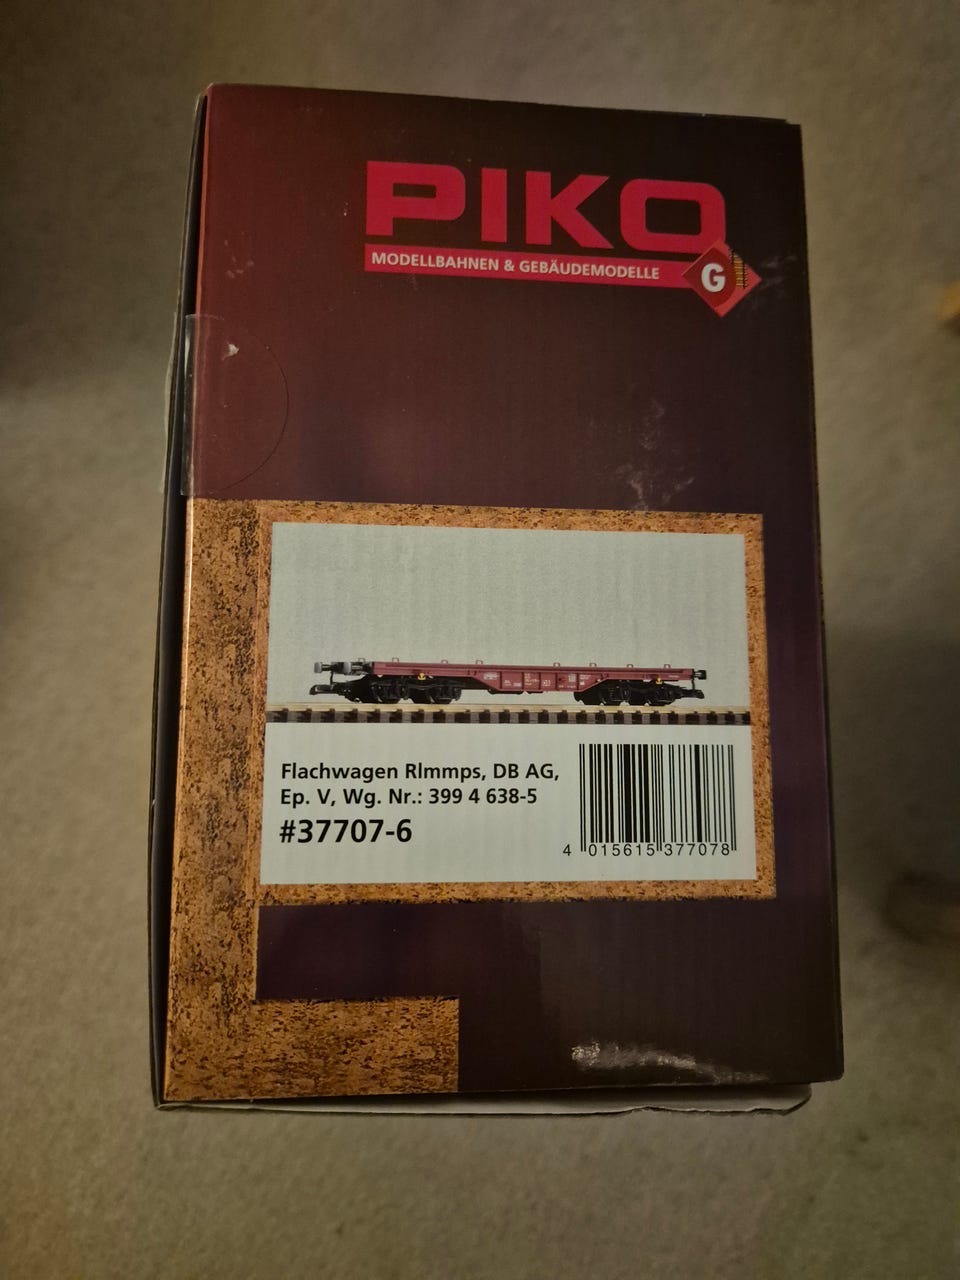 PIKO
MODELLBAHNEN & GEBÄUDEMODELLE
G
Flachwagen Rlmmps, DB AG,
Ep. V, Wg. Nr.: 399 4 638-5
#37707-6
4 015615 377078